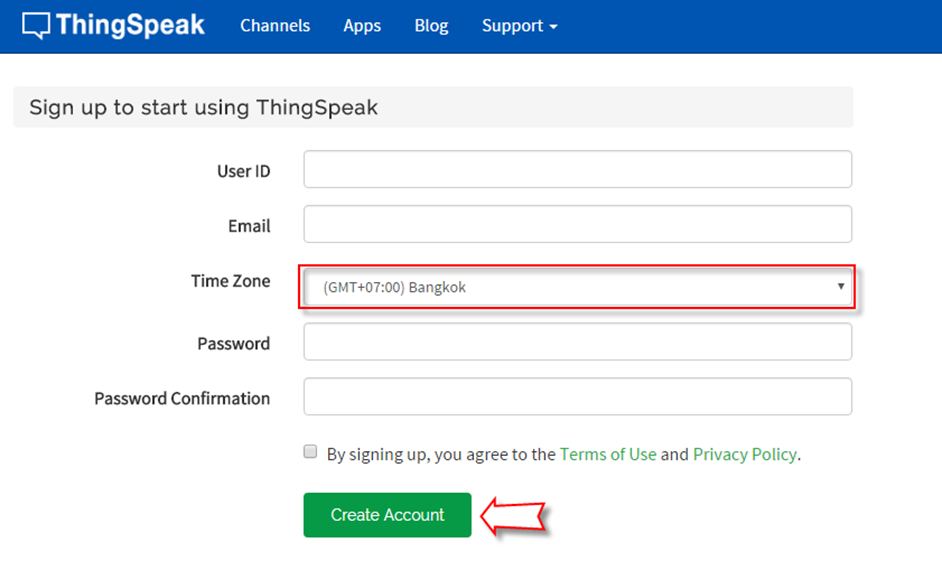 ThingSpeak Channels Apps Blog Support
Sign up to start using ThingSpeak
User ID
Email
Time Zone (GMT+07:00) Bangkok
Password
Password Confirmation
By signing up, you agree to the Terms of Use and Privacy Policy.
Create Account